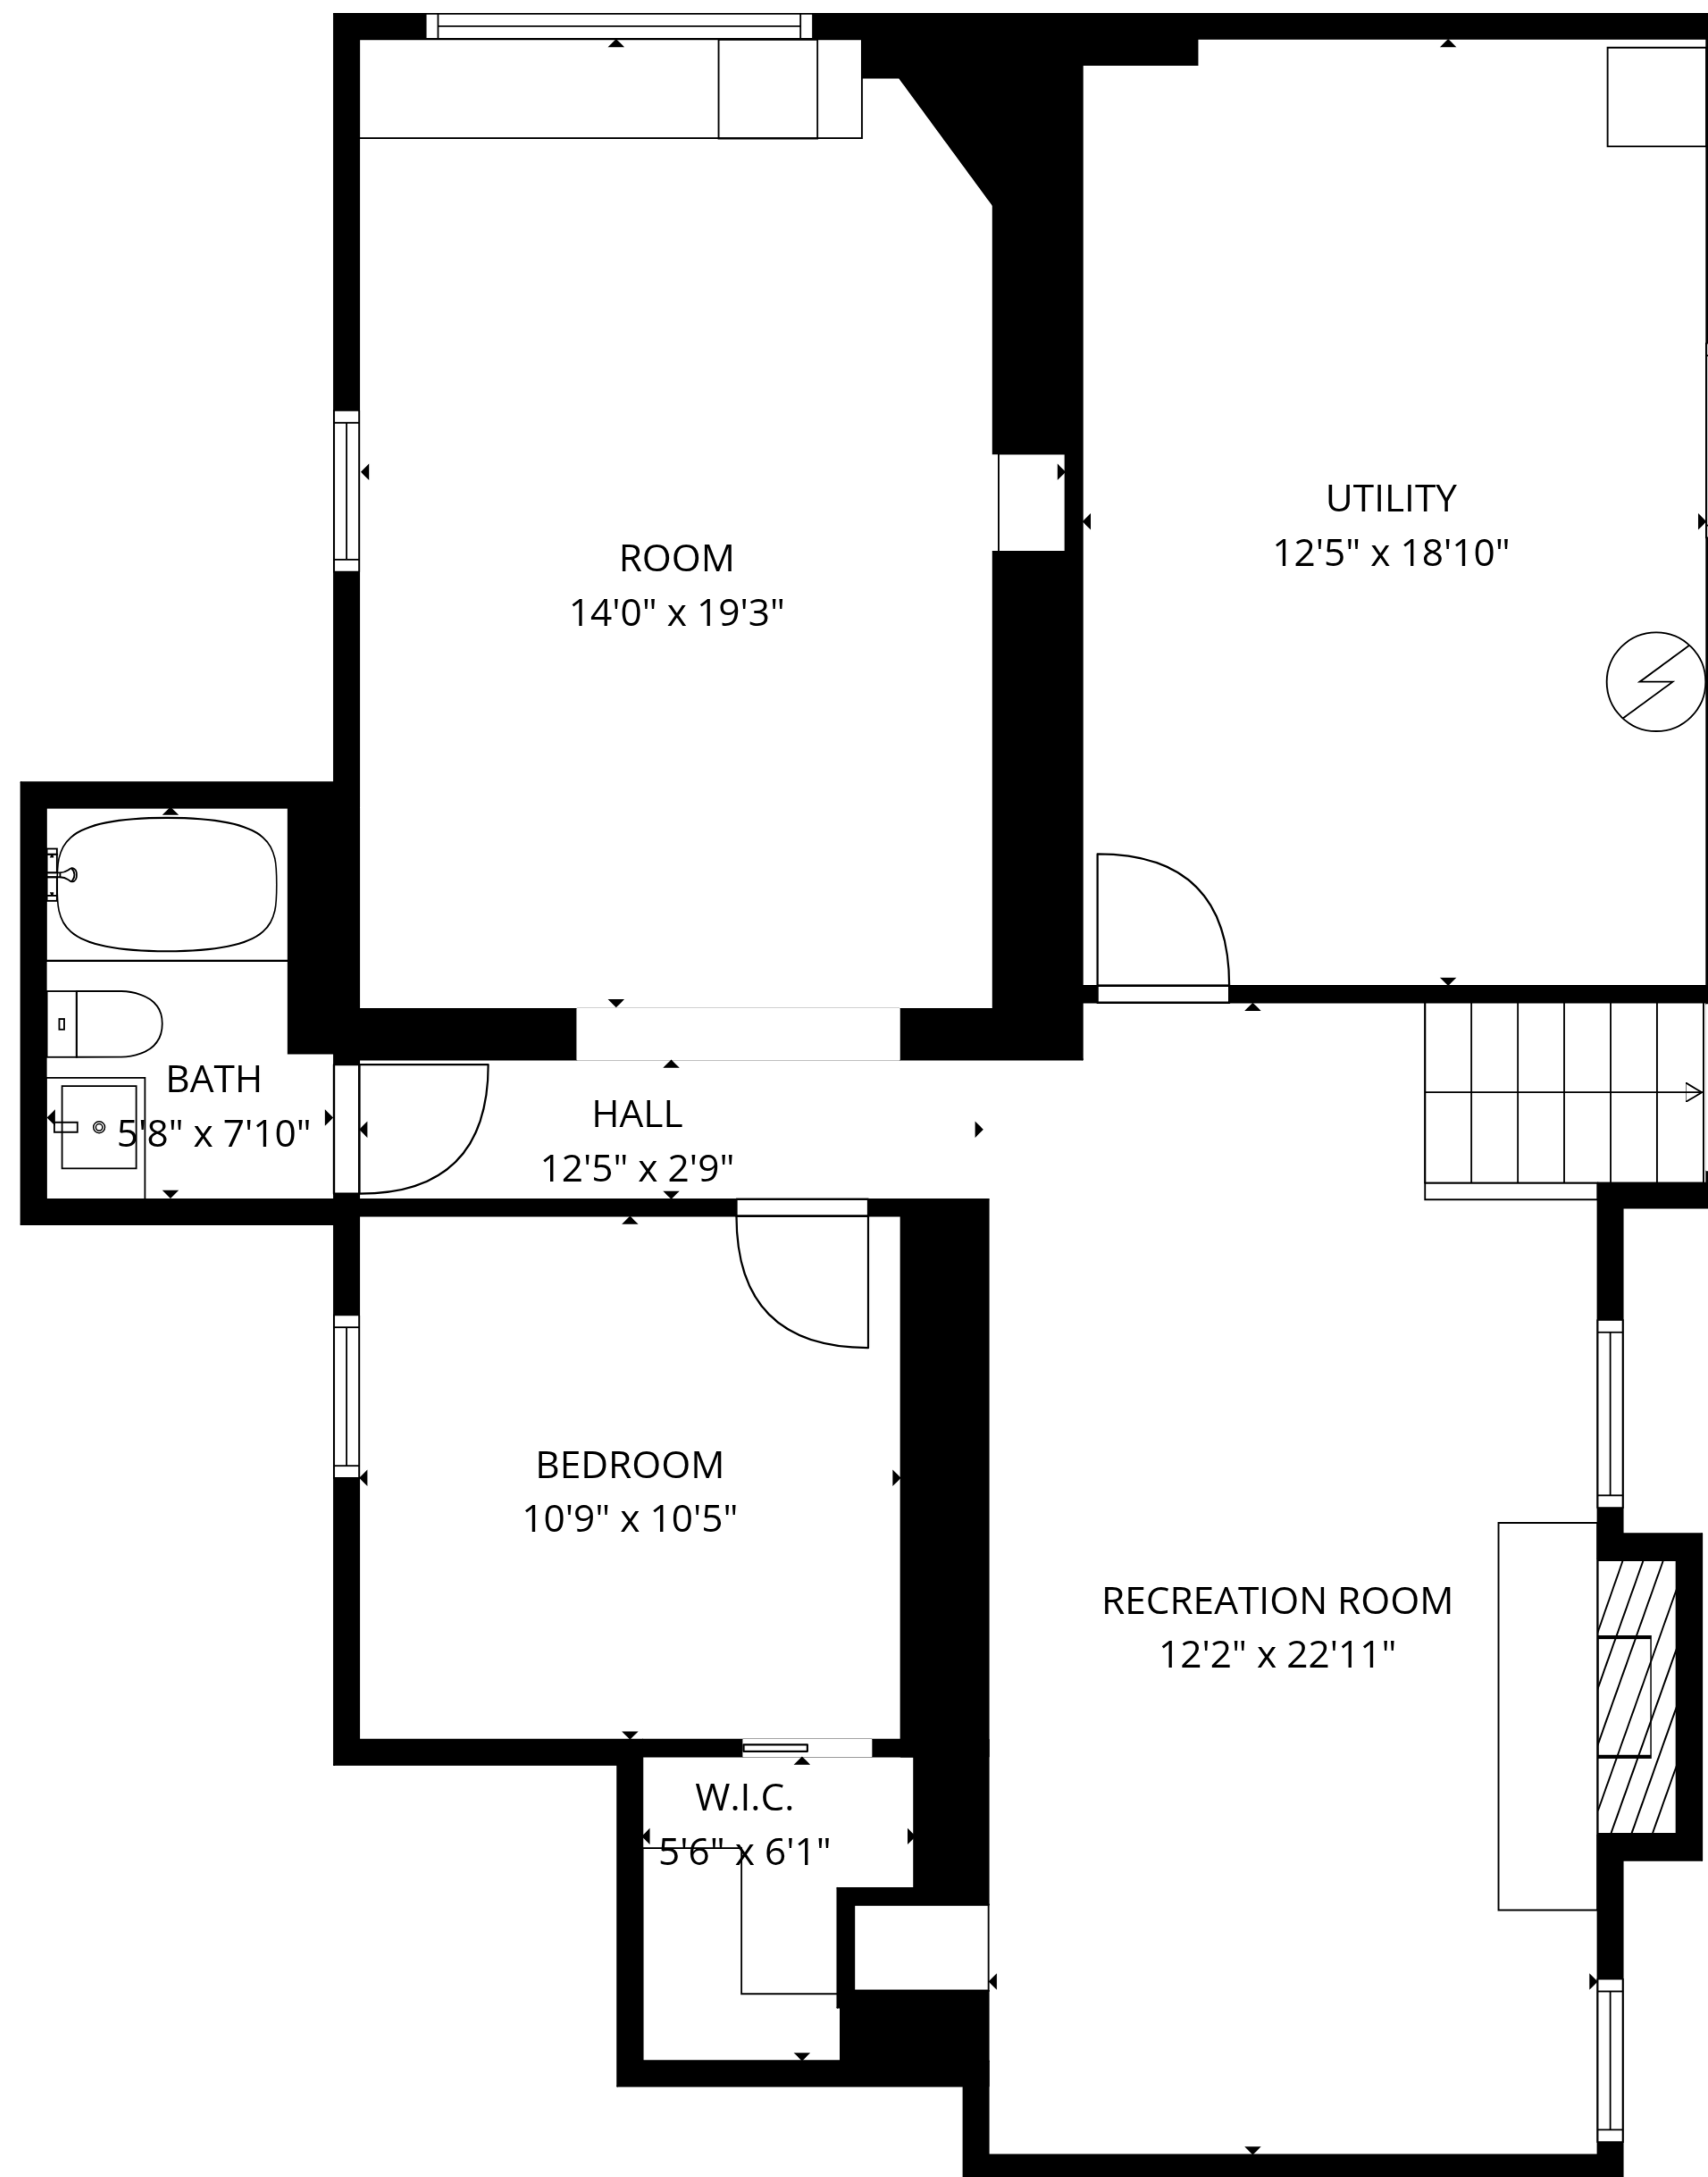 UTILITY
12'5" x 18'10"
ROOM
14'0" x 19'3"
BATH
5'8" x 7'10"
HALL
12'5" x 2'9"
BEDROOM
10'9" x 10'5"
RECREATION ROOM
12'2" x 22'11"
W.I.C.
5'6" x 6'1"